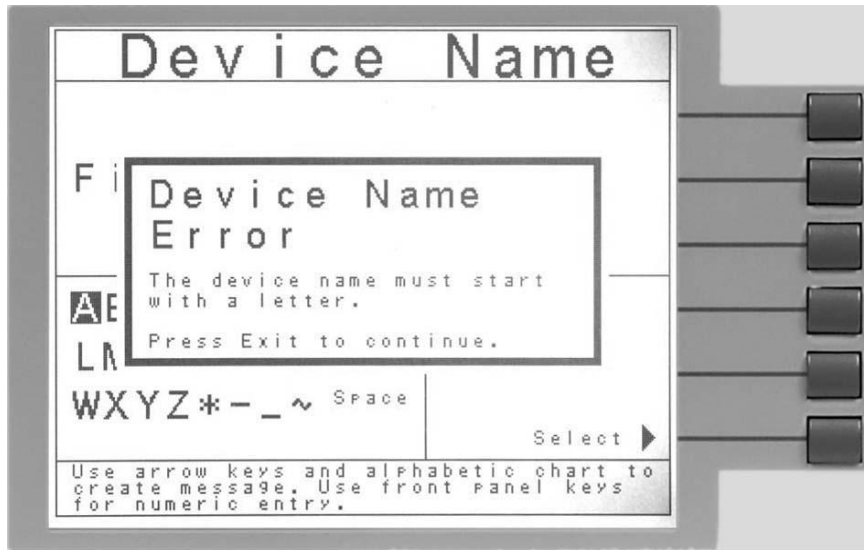 Device Name
Fi
Device Name
Error
The device name must start
with a letter.
Press Exit to continue.
A
L
WXYZ*-_~ Space
Select
Use arrow keys and alphabetic chart to
create message. Use front panel keys
for numeric entry.